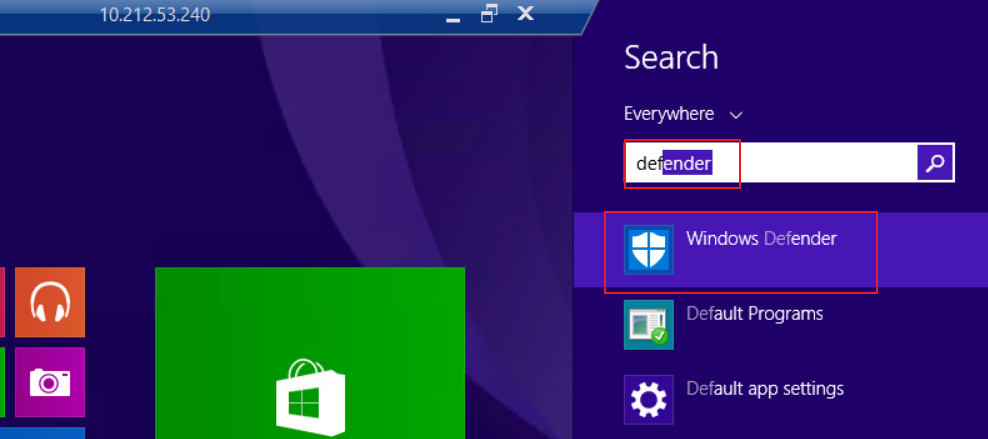 10.212.53.240
Search
Everywhere
defender
Windows Defender
Default Programs
Default app settings